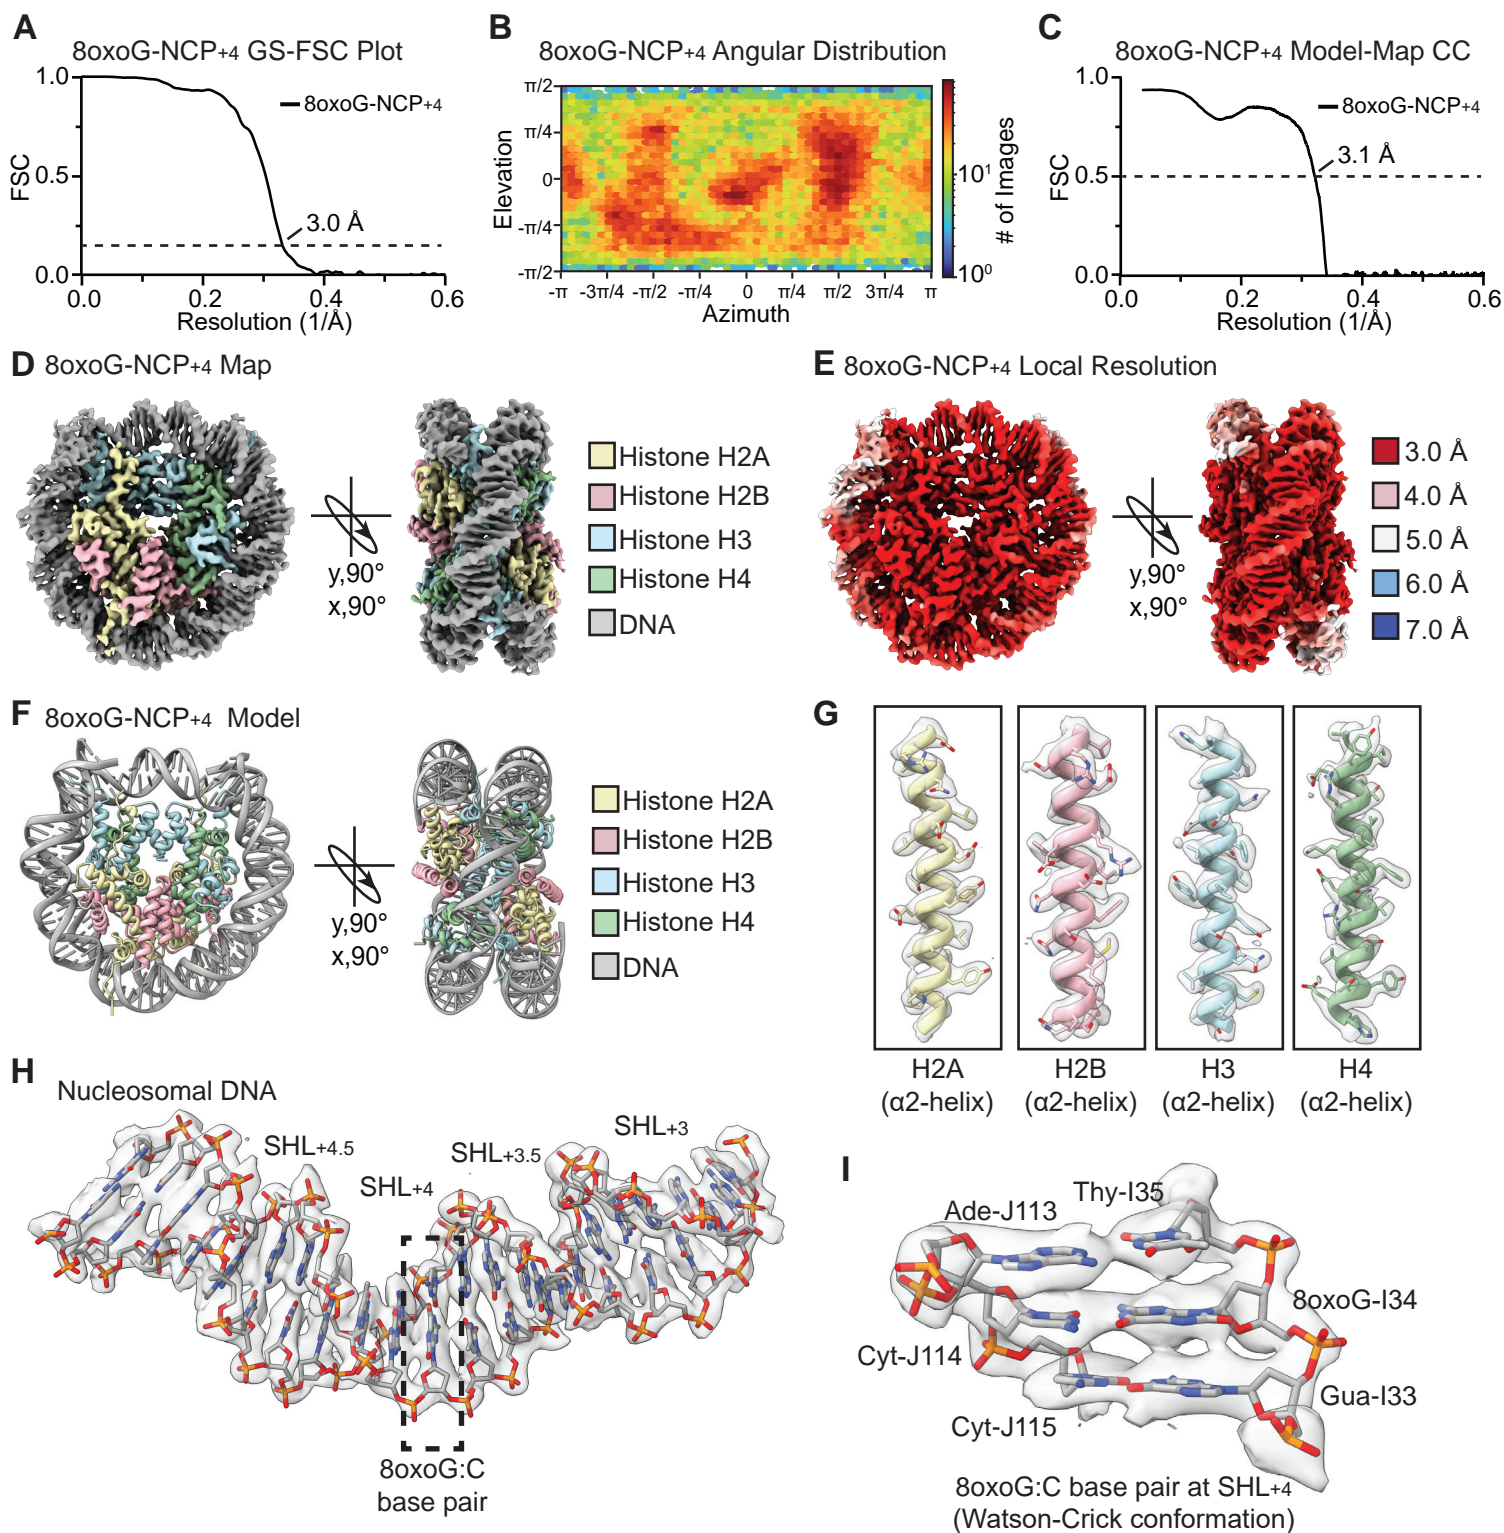 A
8oxoG-NCP+4 GS-FSC Plot
1.0
0.5
0.0
FSC
8oxoG-NCP+4
3.0 Å
0.0 0.2 0.4 0.6
Resolution (1/Å)
B
8oxoG-NCP+4 Angular Distribution
π/2
π/4
0
-π/4
-π/2
Elevation
-π -3π/4 -π/2 -π/4 0 π/4 π/2 3π/4 π
Azimuth
10¹
10⁰
# of Images
C
8oxoG-NCP+4 Model-Map CC
1.0
0.5
0.0
FSC
8oxoG-NCP+4
3.1 Å
0.0 0.2 0.4 0.6
Resolution (1/Å)
D 8oxoG-NCP+4 Map
y,90°
x,90°
Histone H2A
Histone H2B
Histone H3
Histone H4
DNA
E 8oxoG-NCP+4 Local Resolution
y,90°
x,90°
3.0 Å
4.0 Å
5.0 Å
6.0 Å
7.0 Å
F 8oxoG-NCP+4 Model
y,90°
x,90°
Histone H2A
Histone H2B
Histone H3
Histone H4
DNA
G
H2A
(α2-helix)
H2B
(α2-helix)
H3
(α2-helix)
H4
(α2-helix)
H
Nucleosomal DNA
SHL+4.5
SHL+4
SHL+3.5
SHL+3
8oxoG:C
base pair
I
Thy-I35
Ade-J113
8oxoG-I34
Cyt-J114
Gua-I33
Cyt-J115
8oxoG:C base pair at SHL+4
(Watson-Crick conformation)